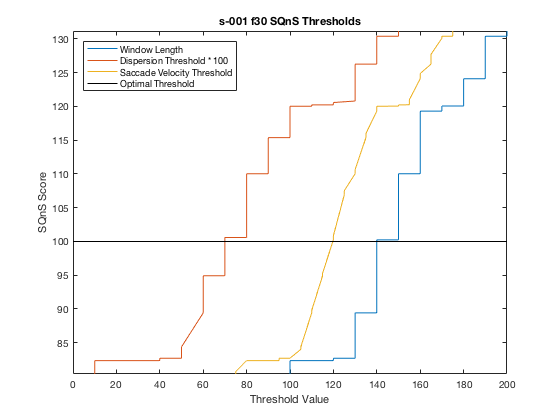 s-001 f30 SQnS Thresholds
Window Length
Dispersion Threshold * 100
Saccade Velocity Threshold
Optimal Threshold
130
125
120
115
110
105
100
95
90
85
SQnS Score
0 20 40 60 80 100 120 140 160 180 200
Threshold Value